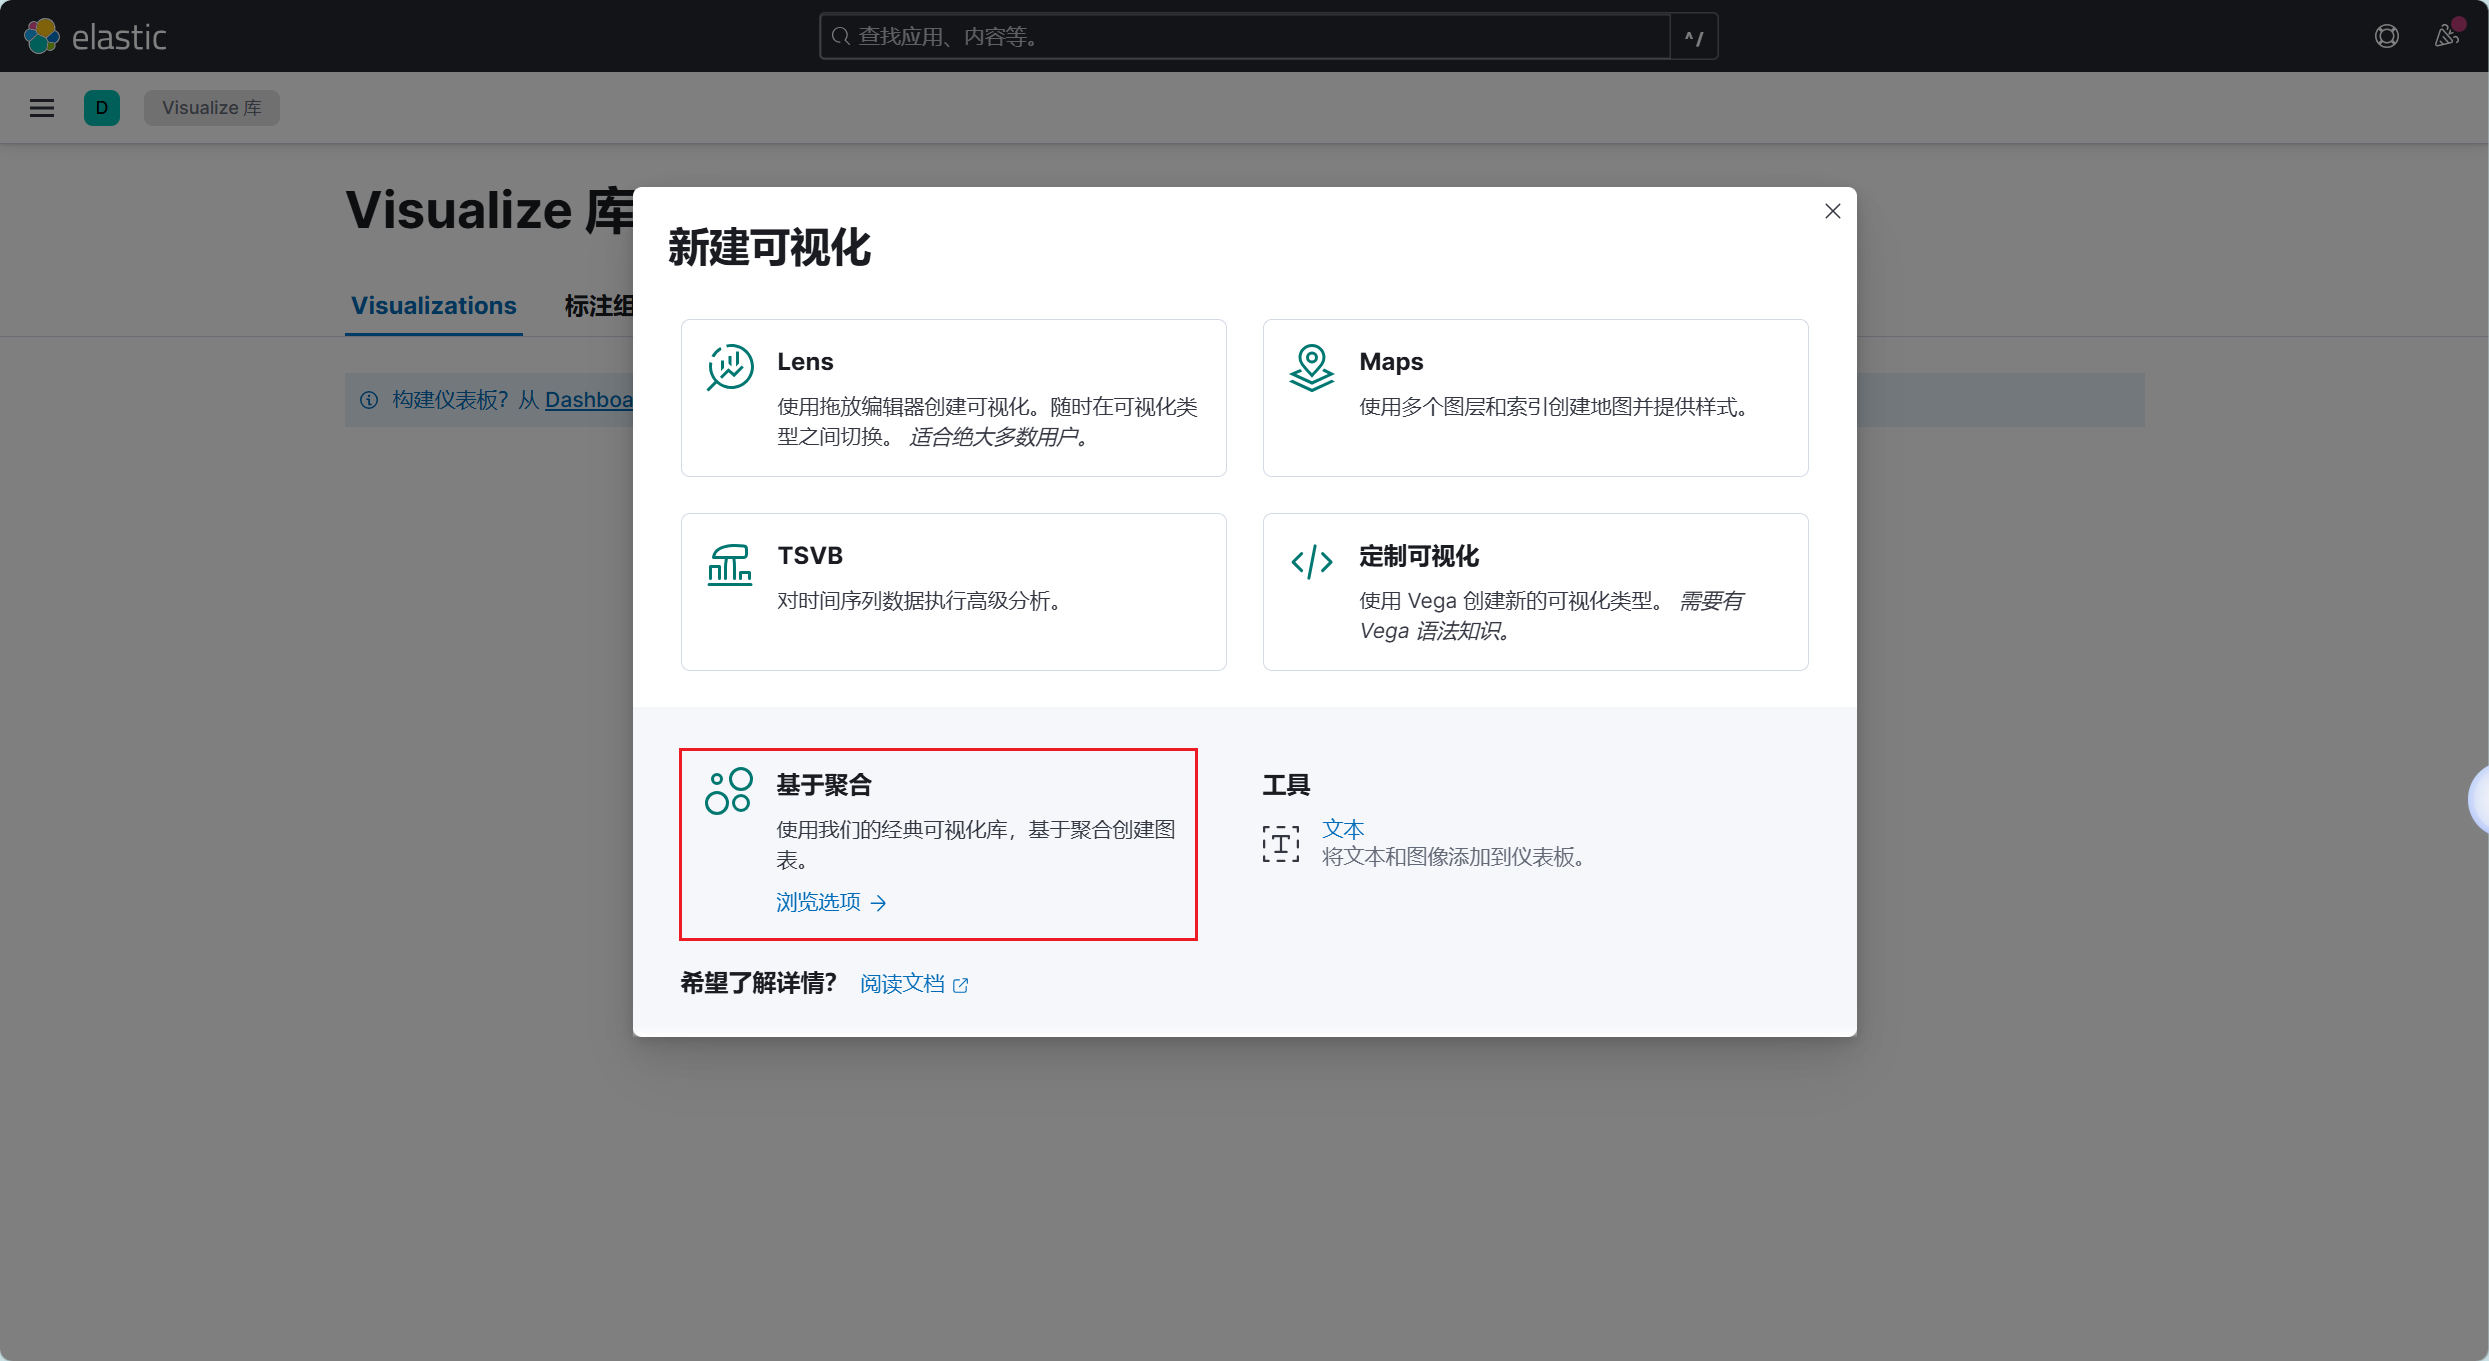 elastic
查找应用、内容等。
^/
D
Visualize 库
Visualize 库
Visualizations
标注组
构建仪表板？从 Dashboa
新建可视化
Lens
使用拖放编辑器创建可视化。随时在可视化类
型之间切换。 适合绝大多数用户。
Maps
使用多个图层和索引创建地图并提供样式。
TSVB
对时间序列数据执行高级分析。
定制可视化
使用 Vega 创建新的可视化类型。 需要有
Vega 语法知识。
基于聚合
使用我们的经典可视化库，基于聚合创建图
表。
浏览选项
工具
文本
将文本和图像添加到仪表板。
希望了解详情？ 阅读文档